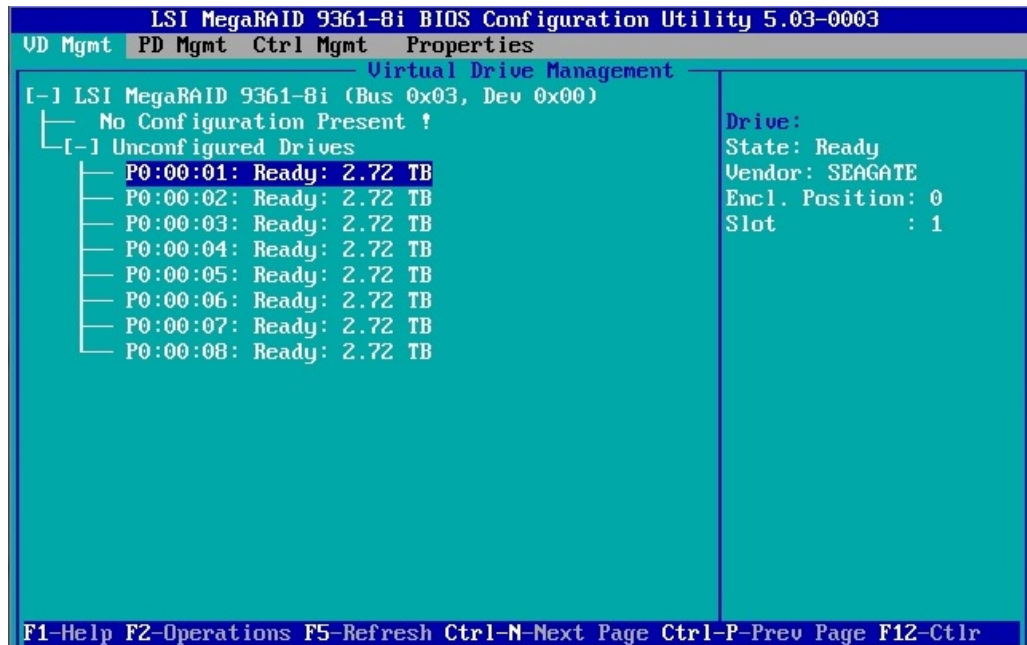 LSI MegaRAID 9361-8i BIOS Configuration Utility 5.03-0003
VD Mgmt PD Mgmt Ctrl Mgmt Properties
Virtual Drive Management
[-] LSI MegaRAID 9361-8i (Bus 0x03, Dev 0x00)
No Configuration Present !
[-] Unconfigured Drives
P0:00:01: Ready: 2.72 TB
P0:00:02: Ready: 2.72 TB
P0:00:03: Ready: 2.72 TB
P0:00:04: Ready: 2.72 TB
P0:00:05: Ready: 2.72 TB
P0:00:06: Ready: 2.72 TB
P0:00:07: Ready: 2.72 TB
P0:00:08: Ready: 2.72 TB
Drive:
State: Ready
Vendor: SEAGATE
Encl. Position: 0
Slot : 1
F1-Help F2-Operations F5-Refresh Ctrl-N-Next Page Ctrl-P-Prev Page F12-Ctlr